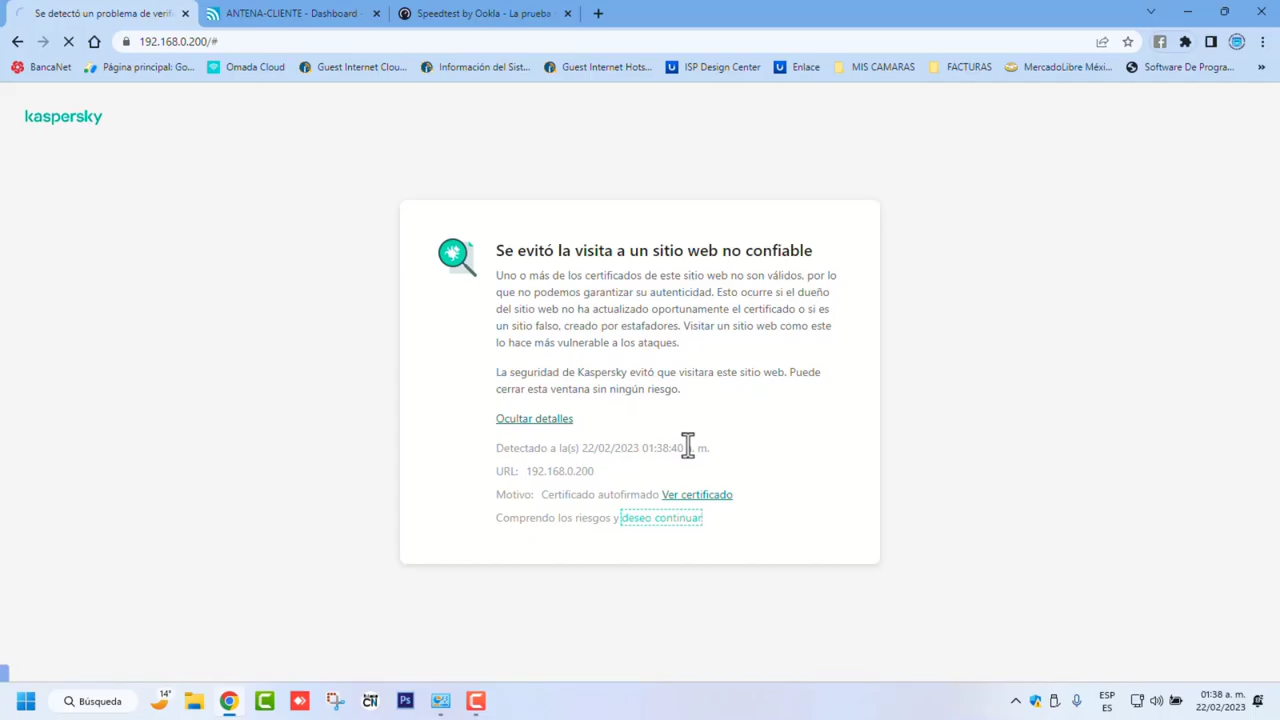 Se detectó un problema de verif
ANTENA-CLIENTE - Dashboard
Speedtest by Ookla - La prueba
192.168.0.200/#
BancaNet
Página principal: Go...
Omada Cloud
Guest Internet Clou...
Información del Sist...
Guest Internet Hots...
ISP Design Center
Enlace
MIS CAMARAS
FACTURAS
MercadoLibre Méxi...
Software De Progra...
»
kaspersky
Se evitó la visita a un sitio web no confiable
Uno o más de los certificados de este sitio web no son válidos, por lo
que no podemos garantizar su autenticidad. Esto ocurre si el dueño
del sitio web no ha actualizado oportunamente el certificado o si es
un sitio falso, creado por estafadores. Visitar un sitio web como este
lo hace más vulnerable a los ataques.
La seguridad de Kaspersky evitó que visitara este sitio web. Puede
cerrar esta ventana sin ningún riesgo.
Ocultar detalles
Detectado a la(s) 22/02/2023 01:38:40 a. m.
URL: 192.168.0.200
Motivo: Certificado autofirmado Ver certificado
Comprendo los riesgos y deseo continuar
Búsqueda
14°
CN
Ps
ESP
ES
01:38 a. m.
22/02/2023